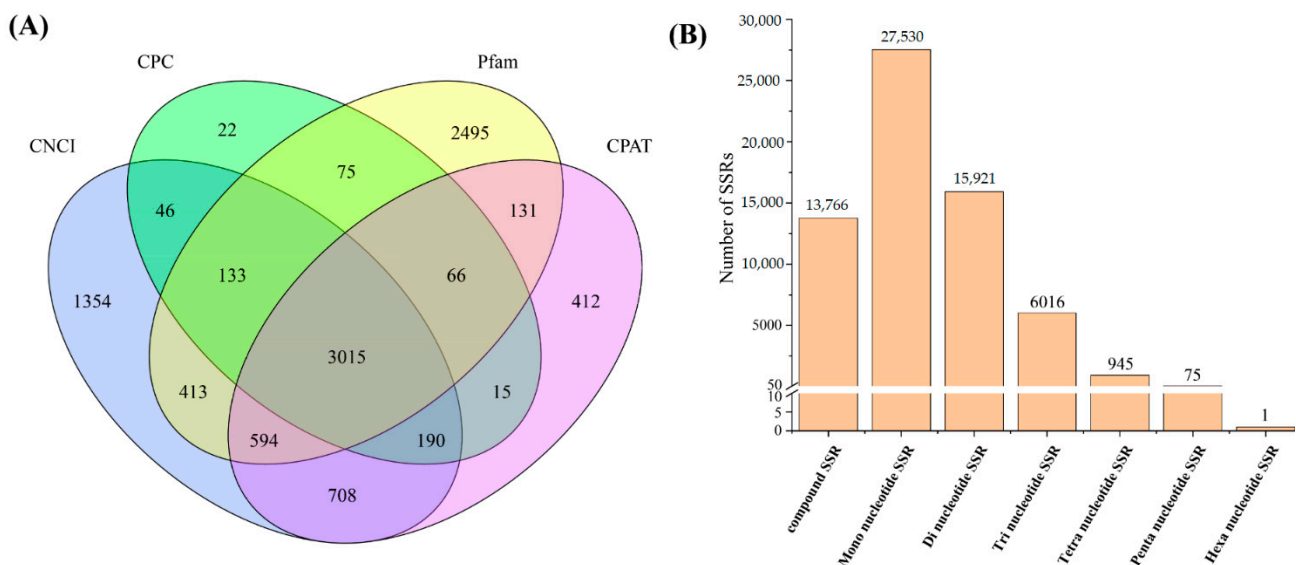 (A)
CPC
Pfam
CNCI
CPAT
22
2495
75
46
131
133
66
1354
412
3015
413
15
594
190
708
(B)
Number of SSRs
30,000
25,000
20,000
15,000
10,000
5000
50
10
5
0
13,766
27,530
15,921
6016
945
75
1
compound SSR
Mono nucleotide SSR
Di nucleotide SSR
Tri nucleotide SSR
Tetra nucleotide SSR
Penta nucleotide SSR
Hexa nucleotide SSR